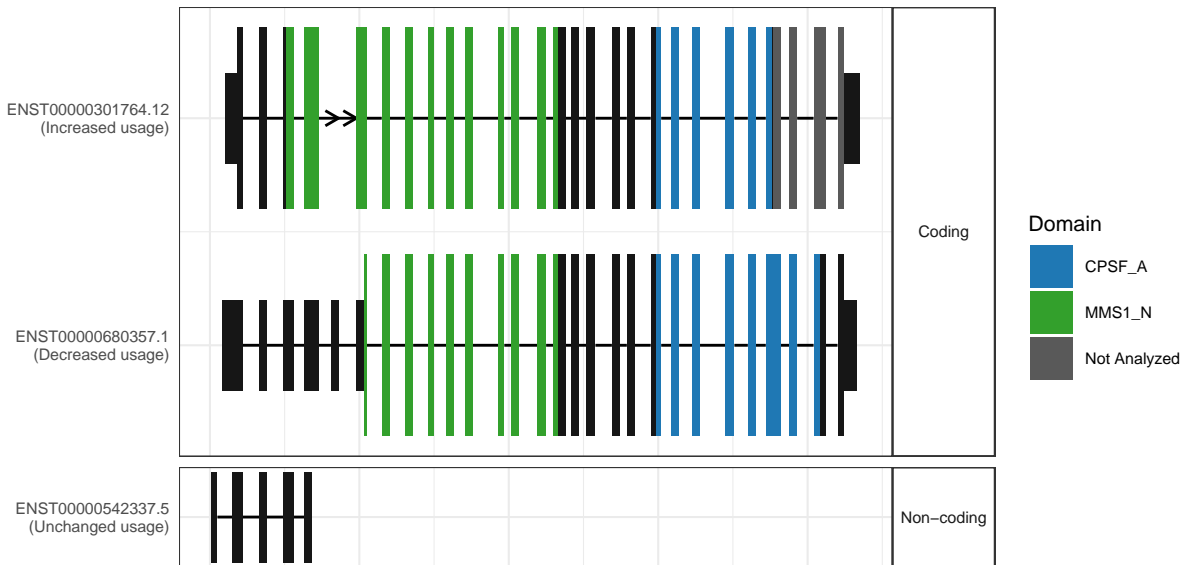 ENST00000301764.12
(Increased usage)
ENST00000680357.1
(Decreased usage)
Coding
ENST00000542337.5
(Unchanged usage)
Non−coding
Domain
CPSF_A
MMS1_N
Not Analyzed